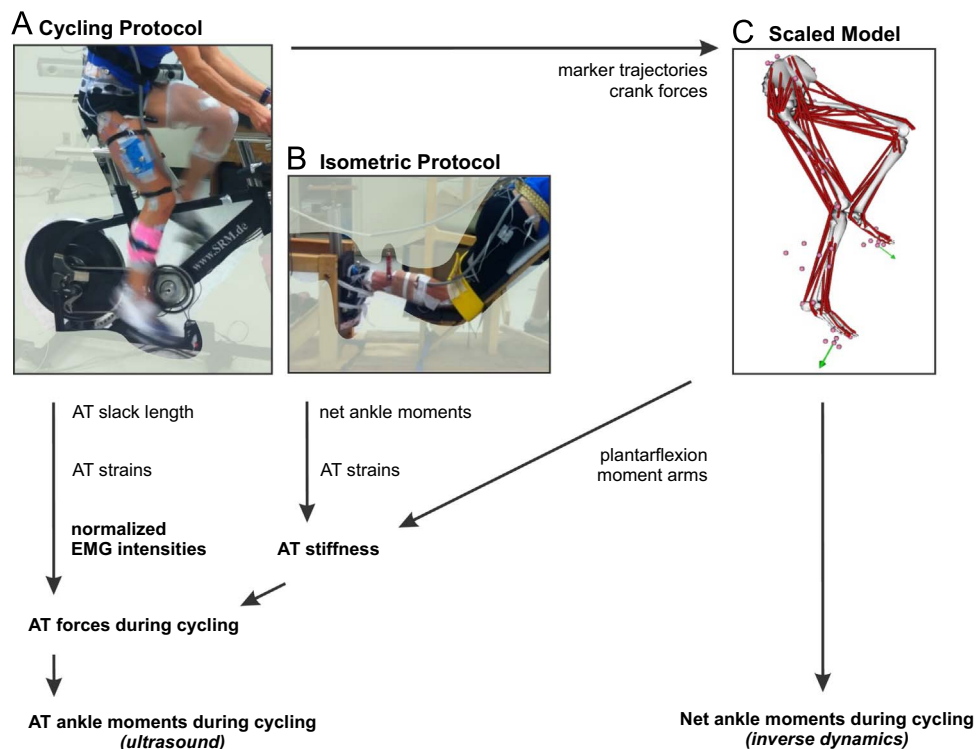 A Cycling Protocol
C Scaled Model
marker trajectories
crank forces
B Isometric Protocol
www.SRM.de
AT slack length
net ankle moments
AT strains
AT strains
plantarflexion
moment arms
normalized
EMG intensities
AT stiffness
AT forces during cycling
AT ankle moments during cycling
(ultrasound)
Net ankle moments during cycling
(inverse dynamics)